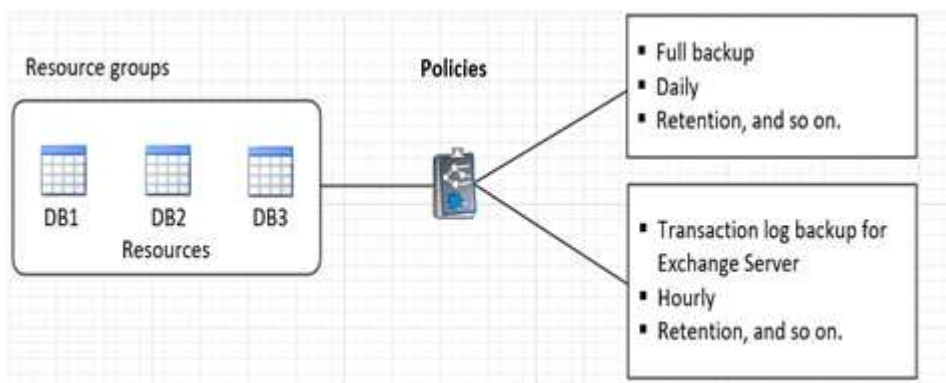 Resource groups
DB1 DB2 DB3
Resources
Policies
▪ Full backup
▪ Daily
▪ Retention, and so on.
▪ Transaction log backup for
Exchange Server
▪ Hourly
▪ Retention, and so on.